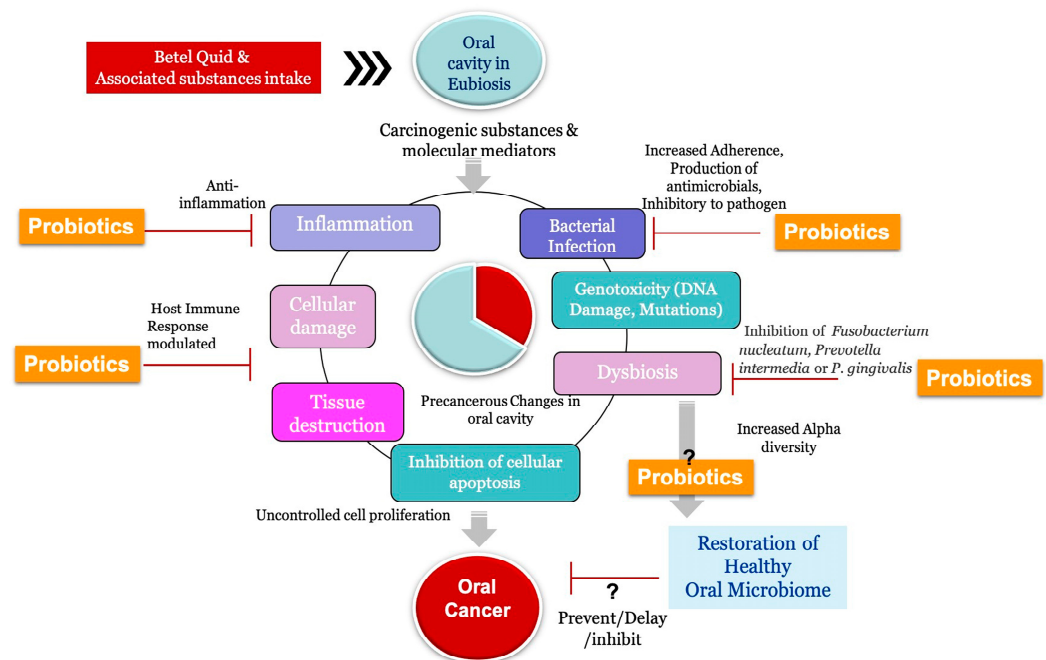 Betel Quid &
Associated substances intake
Oral
cavity in
Eubiosis
Carcinogenic substances &
molecular mediators
Increased Adherence,
Production of
antimicrobials,
Inhibitory to pathogen
Anti-
inflammation
Probiotics
Inflammation
Bacterial
Infection
Probiotics
Genotoxicity (DNA
Damage, Mutations)
Cellular
damage
Host Immune
Response
modulated
Probiotics
Inhibition of Fusobacterium
nucleatum, Prevotella
intermedia or P. gingivalis
Dysbiosis
Probiotics
Tissue
destruction
Precancerous Changes in
oral cavity
Increased Alpha
diversity
Inhibition of cellular
apoptosis
?
Probiotics
Uncontrolled cell proliferation
Restoration of
Healthy
Oral Microbiome
Oral
Cancer
?
Prevent/Delay
/inhibit